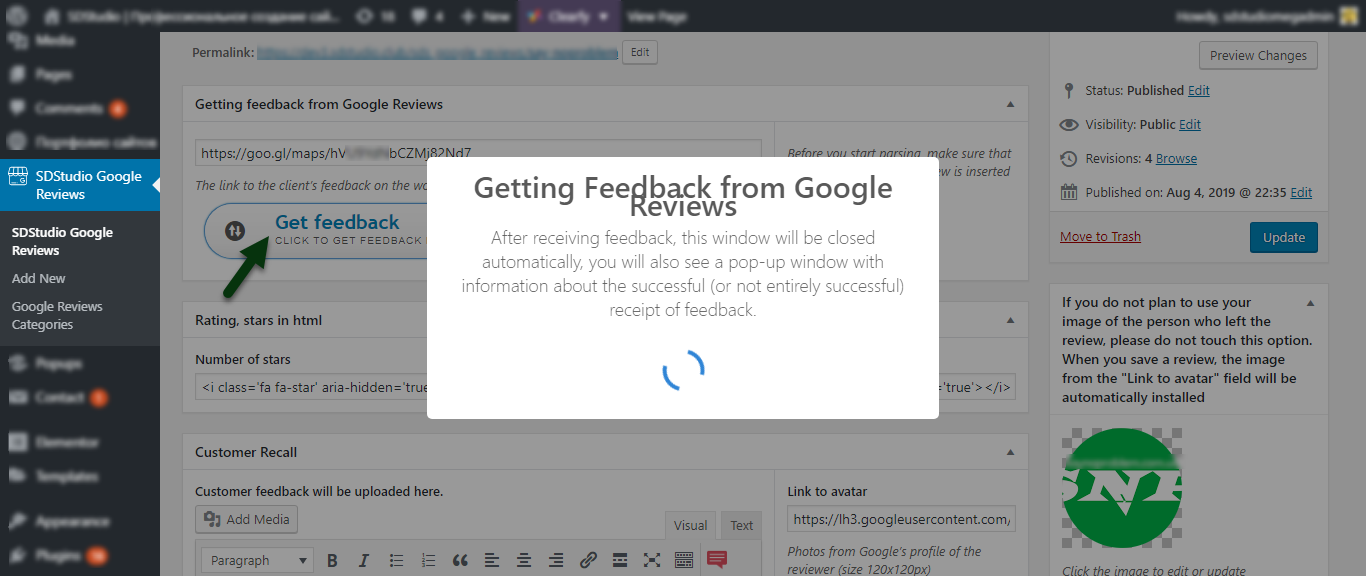 SDStudio | Профессиональное создание сай...
18
4
New
Clearfy
View Page
Howdy, sdstudiomegadmin
Media
Pages
Comments
Портфолио сайтов
SDStudio Google
Reviews
SDStudio Google
Reviews
Add New
Google Reviews
Categories
Popups
Contact
Elementor
Templates
Appearance
Plugins
Permalink:
Edit
Getting feedback from Google Reviews
https://goo.gl/maps/hV
bCZMj82Nd7
The link to the client's feedback on the wo
Before you start parsing, make sure that
w is inserted
Get feedback
CLICK TO GET FEEDBACK
Getting Feedback from Google
Reviews
After receiving feedback, this window will be closed
automatically, you will also see a pop-up window with
information about the successful (or not entirely successful)
receipt of feedback.
Rating, stars in html
Number of stars
<i class='fa fa-star' aria-hidden='true
='true'></i>
Customer Recall
Customer feedback will be uploaded here.
Add Media
Visual
Text
Paragraph
B I
Link to avatar
https://lh3.googleusercontent.com/
Photos from Google's profile of the
reviewer (size 120x120px)
Preview Changes
Status: Published Edit
Visibility: Public Edit
Revisions: 4 Browse
Published on: Aug 4, 2019 @ 22:35 Edit
Move to Trash
Update
If you do not plan to use your
image of the person who left the
review, please do not touch this option.
When you save a review, the image
from the "Link to avatar" field will be
automatically installed
Click the image to edit or update